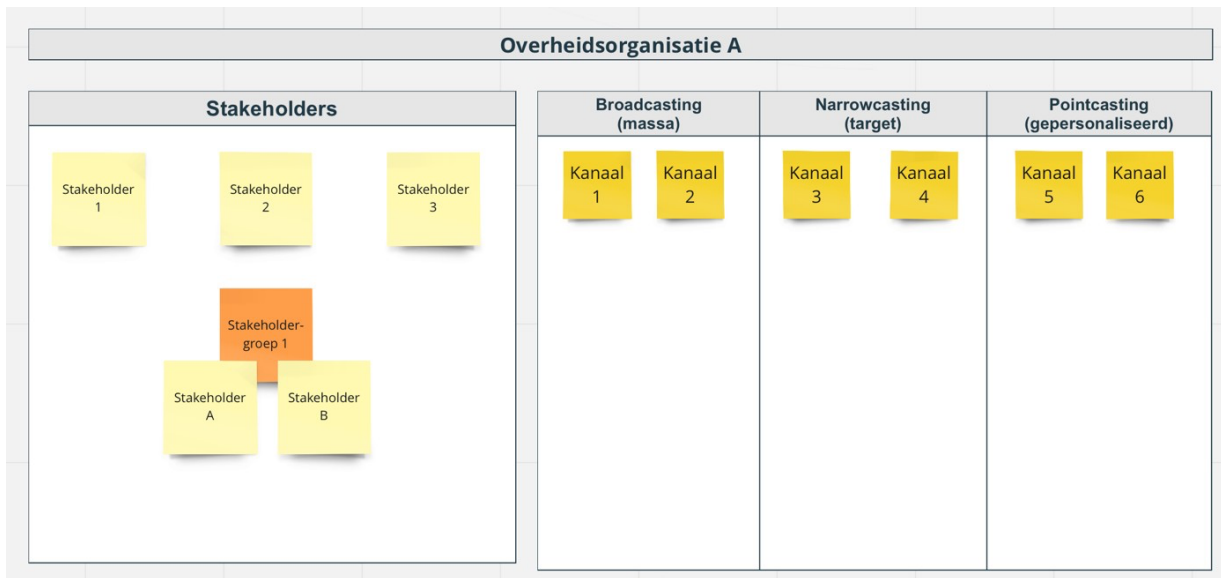 Overheidsorganisatie A
Stakeholders
Stakeholder
1
Stakeholder
2
Stakeholder
3
Stakeholder-
groep 1
Stakeholder
A
Stakeholder
B
Broadcasting
(massa)
Narrowcasting
(target)
Pointcasting
(gepersonaliseerd)
Kanaal
1
Kanaal
2
Kanaal
3
Kanaal
4
Kanaal
5
Kanaal
6